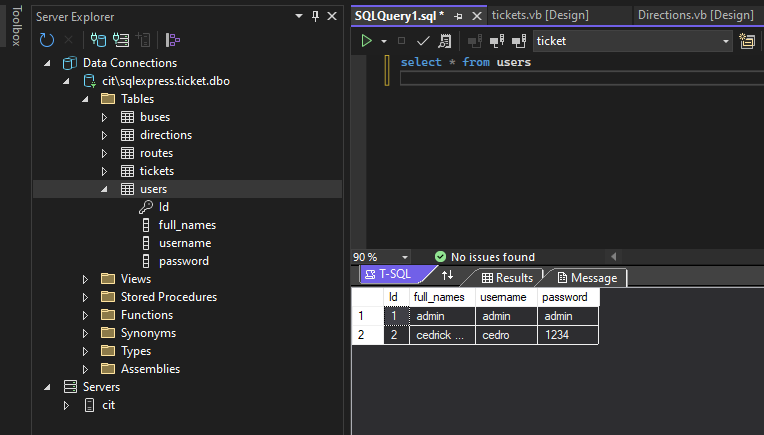 Toolbox
Server Explorer
Data Connections
cit\sqlexpress.ticket.dbo
Tables
buses
directions
routes
tickets
users
Id
full_names
username
password
Views
Stored Procedures
Functions
Synonyms
Types
Assemblies
Servers
cit
SQLQuery1.sql * tickets.vb [Design] Directions.vb [Design]
ticket
select * from users
90 % No issues found
T-SQL Results Message
Id full_names username password
1 1 admin admin admin
2 2 cedrick ... cedro 1234